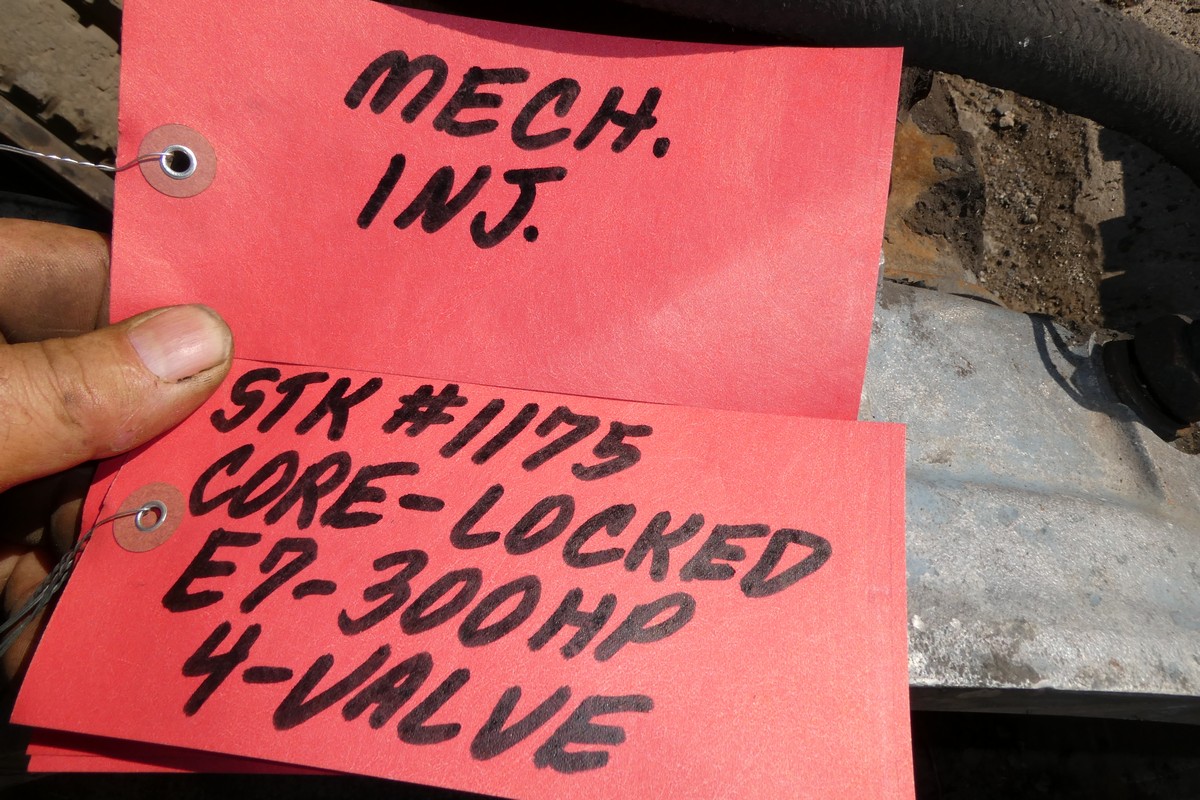 MECH.
INJ.
STK #1175
CORE-LOCKED
E7-300HP
4-VALVE